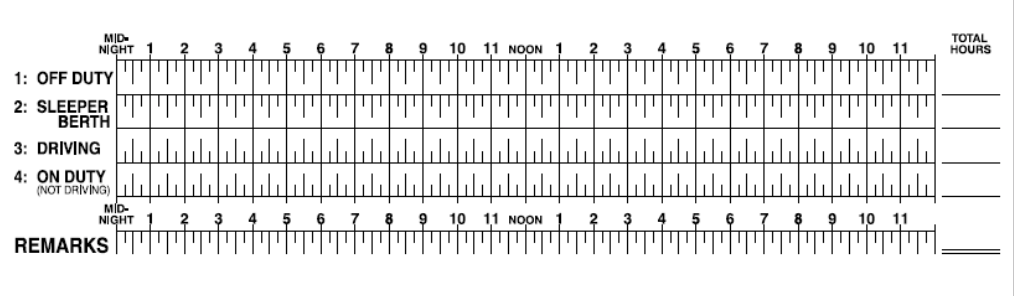 MID-
NIGHT 1 2 3 4 5 6 7 8 9 10 11 NOON 1 2 3 4 5 6 7 8 9 10 11
TOTAL
HOURS
1: OFF DUTY
2: SLEEPER
BERTH
3: DRIVING
4: ON DUTY
(NOT DRIVING)
MID-
NIGHT 1 2 3 4 5 6 7 8 9 10 11 NOON 1 2 3 4 5 6 7 8 9 10 11
REMARKS